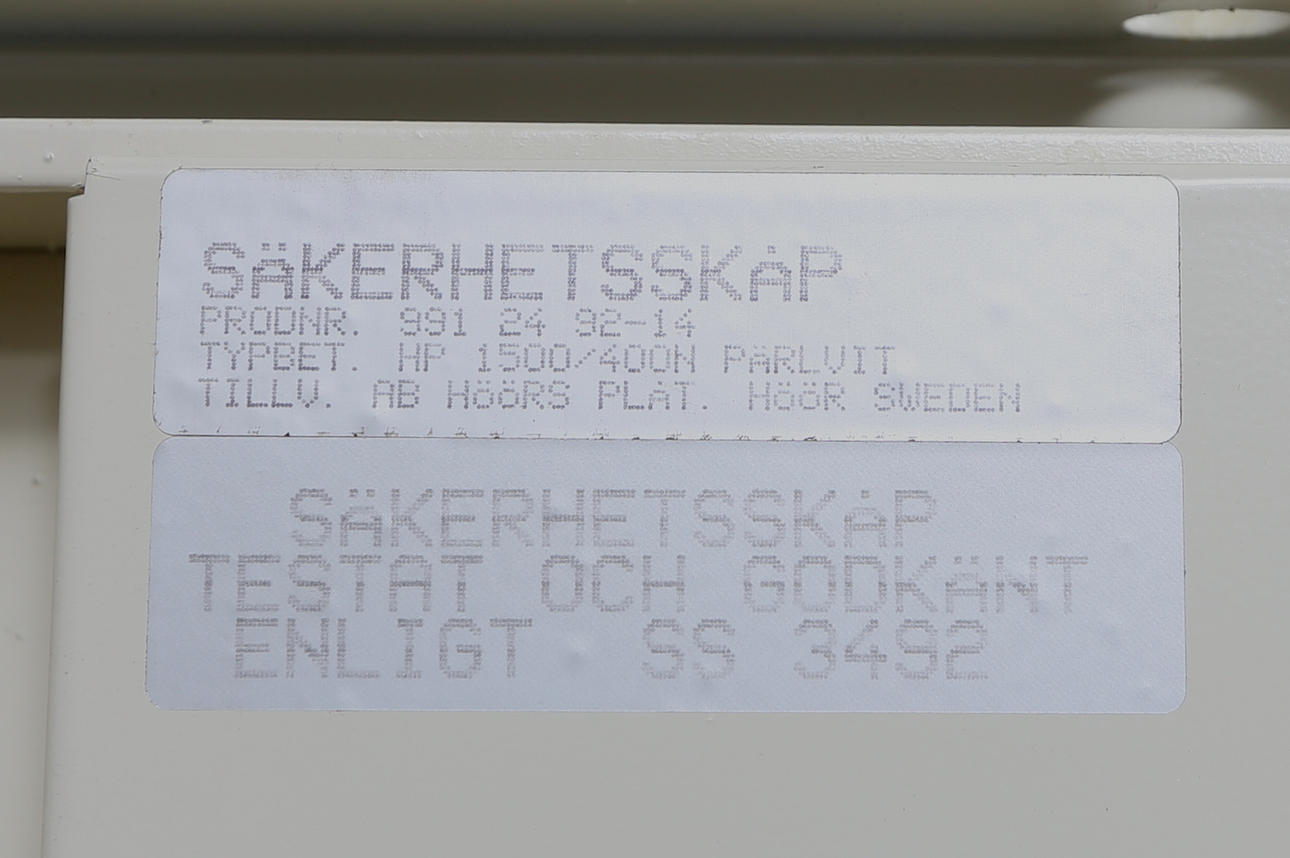 SÄKERHETSSKÅP
PRODNR. 991 24 92-14
TYPBET. HP 1500/400N PÄRLVIT
TILLV. AB HÖÖRS PLÅT. HÖÖR SWEDEN
SÄKERHETSSKÅP
TESTAT OCH GODKÄNT
ENLIGT SS 3492